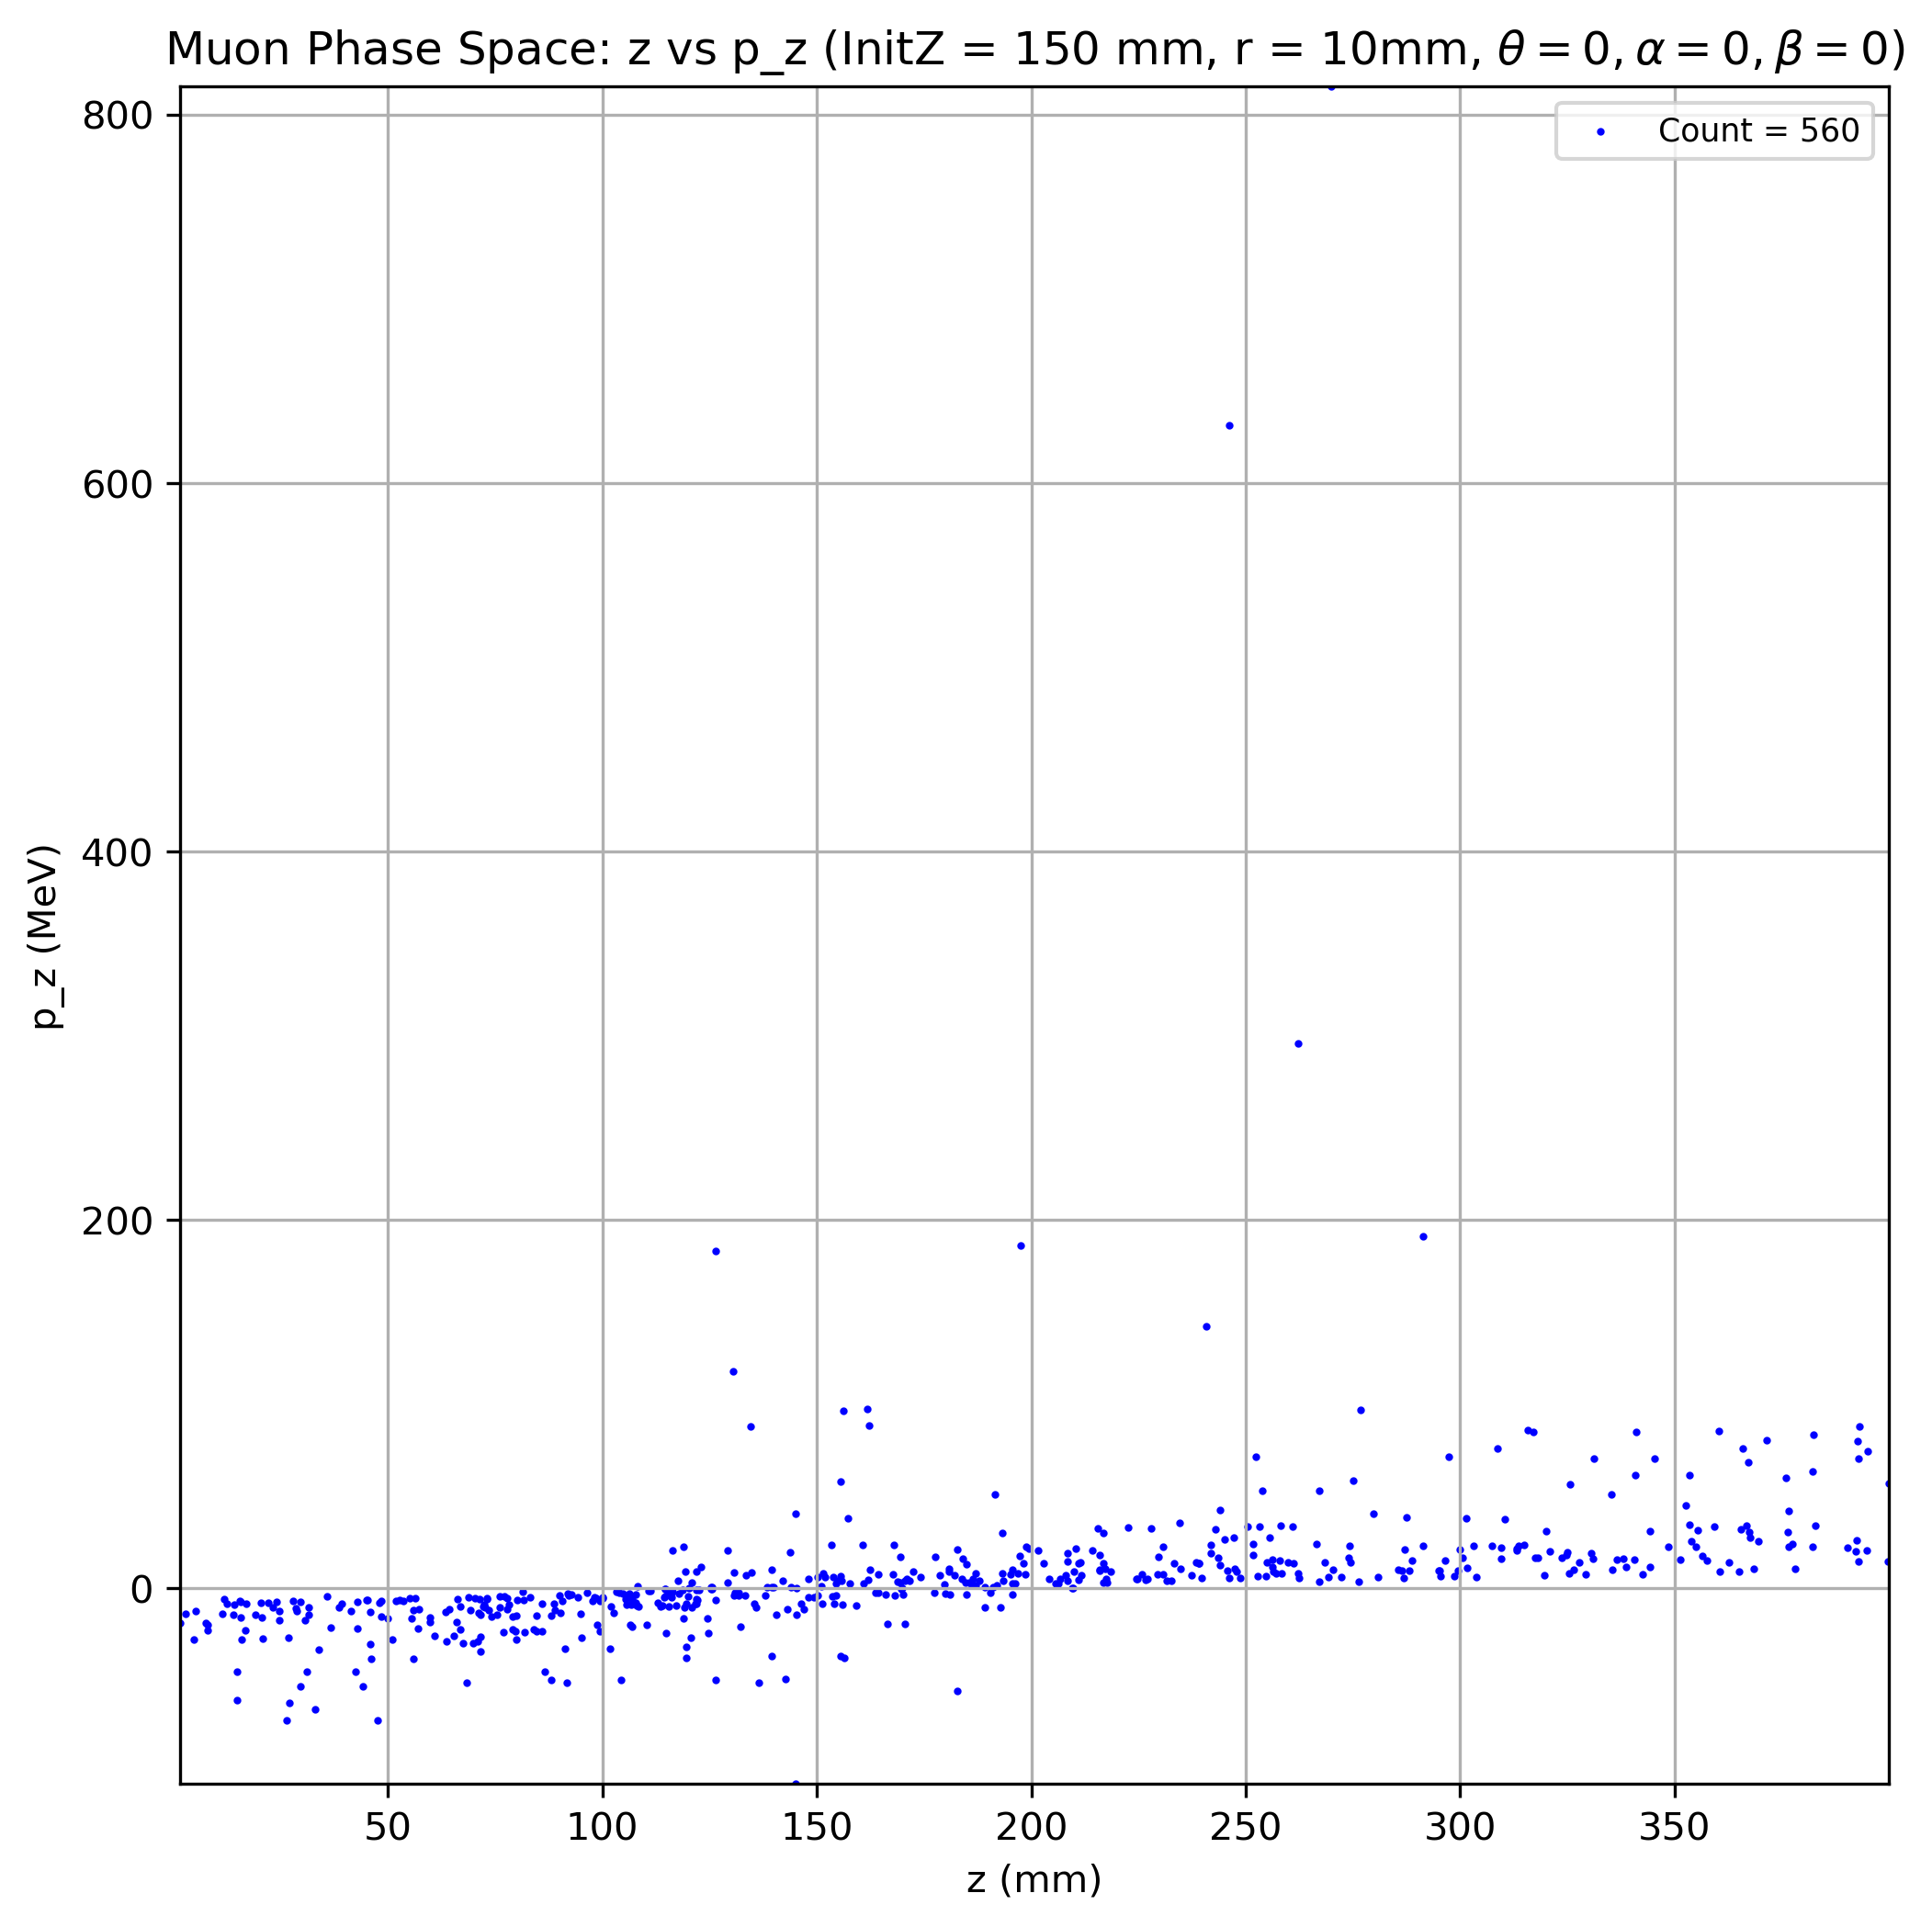 Muon Phase Space: z vs p_z (InitZ = 150 mm, r = 10mm, θ = 0, α = 0, β = 0)
Count = 560
800
600
400
200
0
p_z (MeV)
50 100 150 200 250 300 350
z (mm)